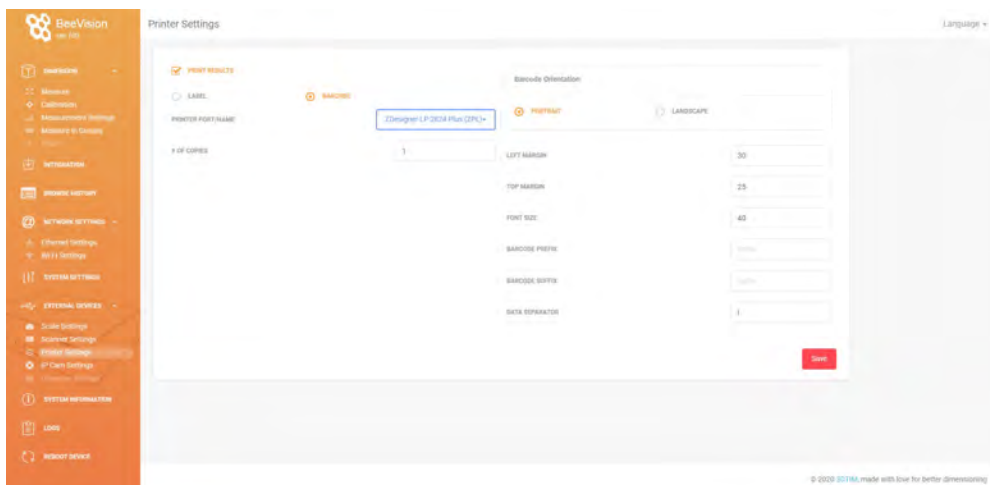 BeeVision
Printer Settings
Language
DIMENSION
Measure
Calibration
Measurement Settings
INTEGRATION
BROWSE HISTORY
NETWORK SETTINGS
Ethernet Settings
Wi-Fi Settings
SYSTEM SETTINGS
EXTERNAL DEVICES
Scale Settings
Scanner Settings
Printer Settings
IP Cam Settings
SYSTEM INFORMATION
LOGS
REBOOT DEVICE
PRINT RESULTS
LABEL
BARCODE
PRINTER PORT/NAME
ZDesigner LP 2824 Plus (ZPL)
# OF COPIES
1
Barcode Orientation
PORTRAIT
LANDSCAPE
LEFT MARGIN
30
TOP MARGIN
25
FONT SIZE
40
BARCODE PREFIX
BARCODE SUFFIX
DATA SEPARATOR
Save
made with love for better dimensioning
© 2020